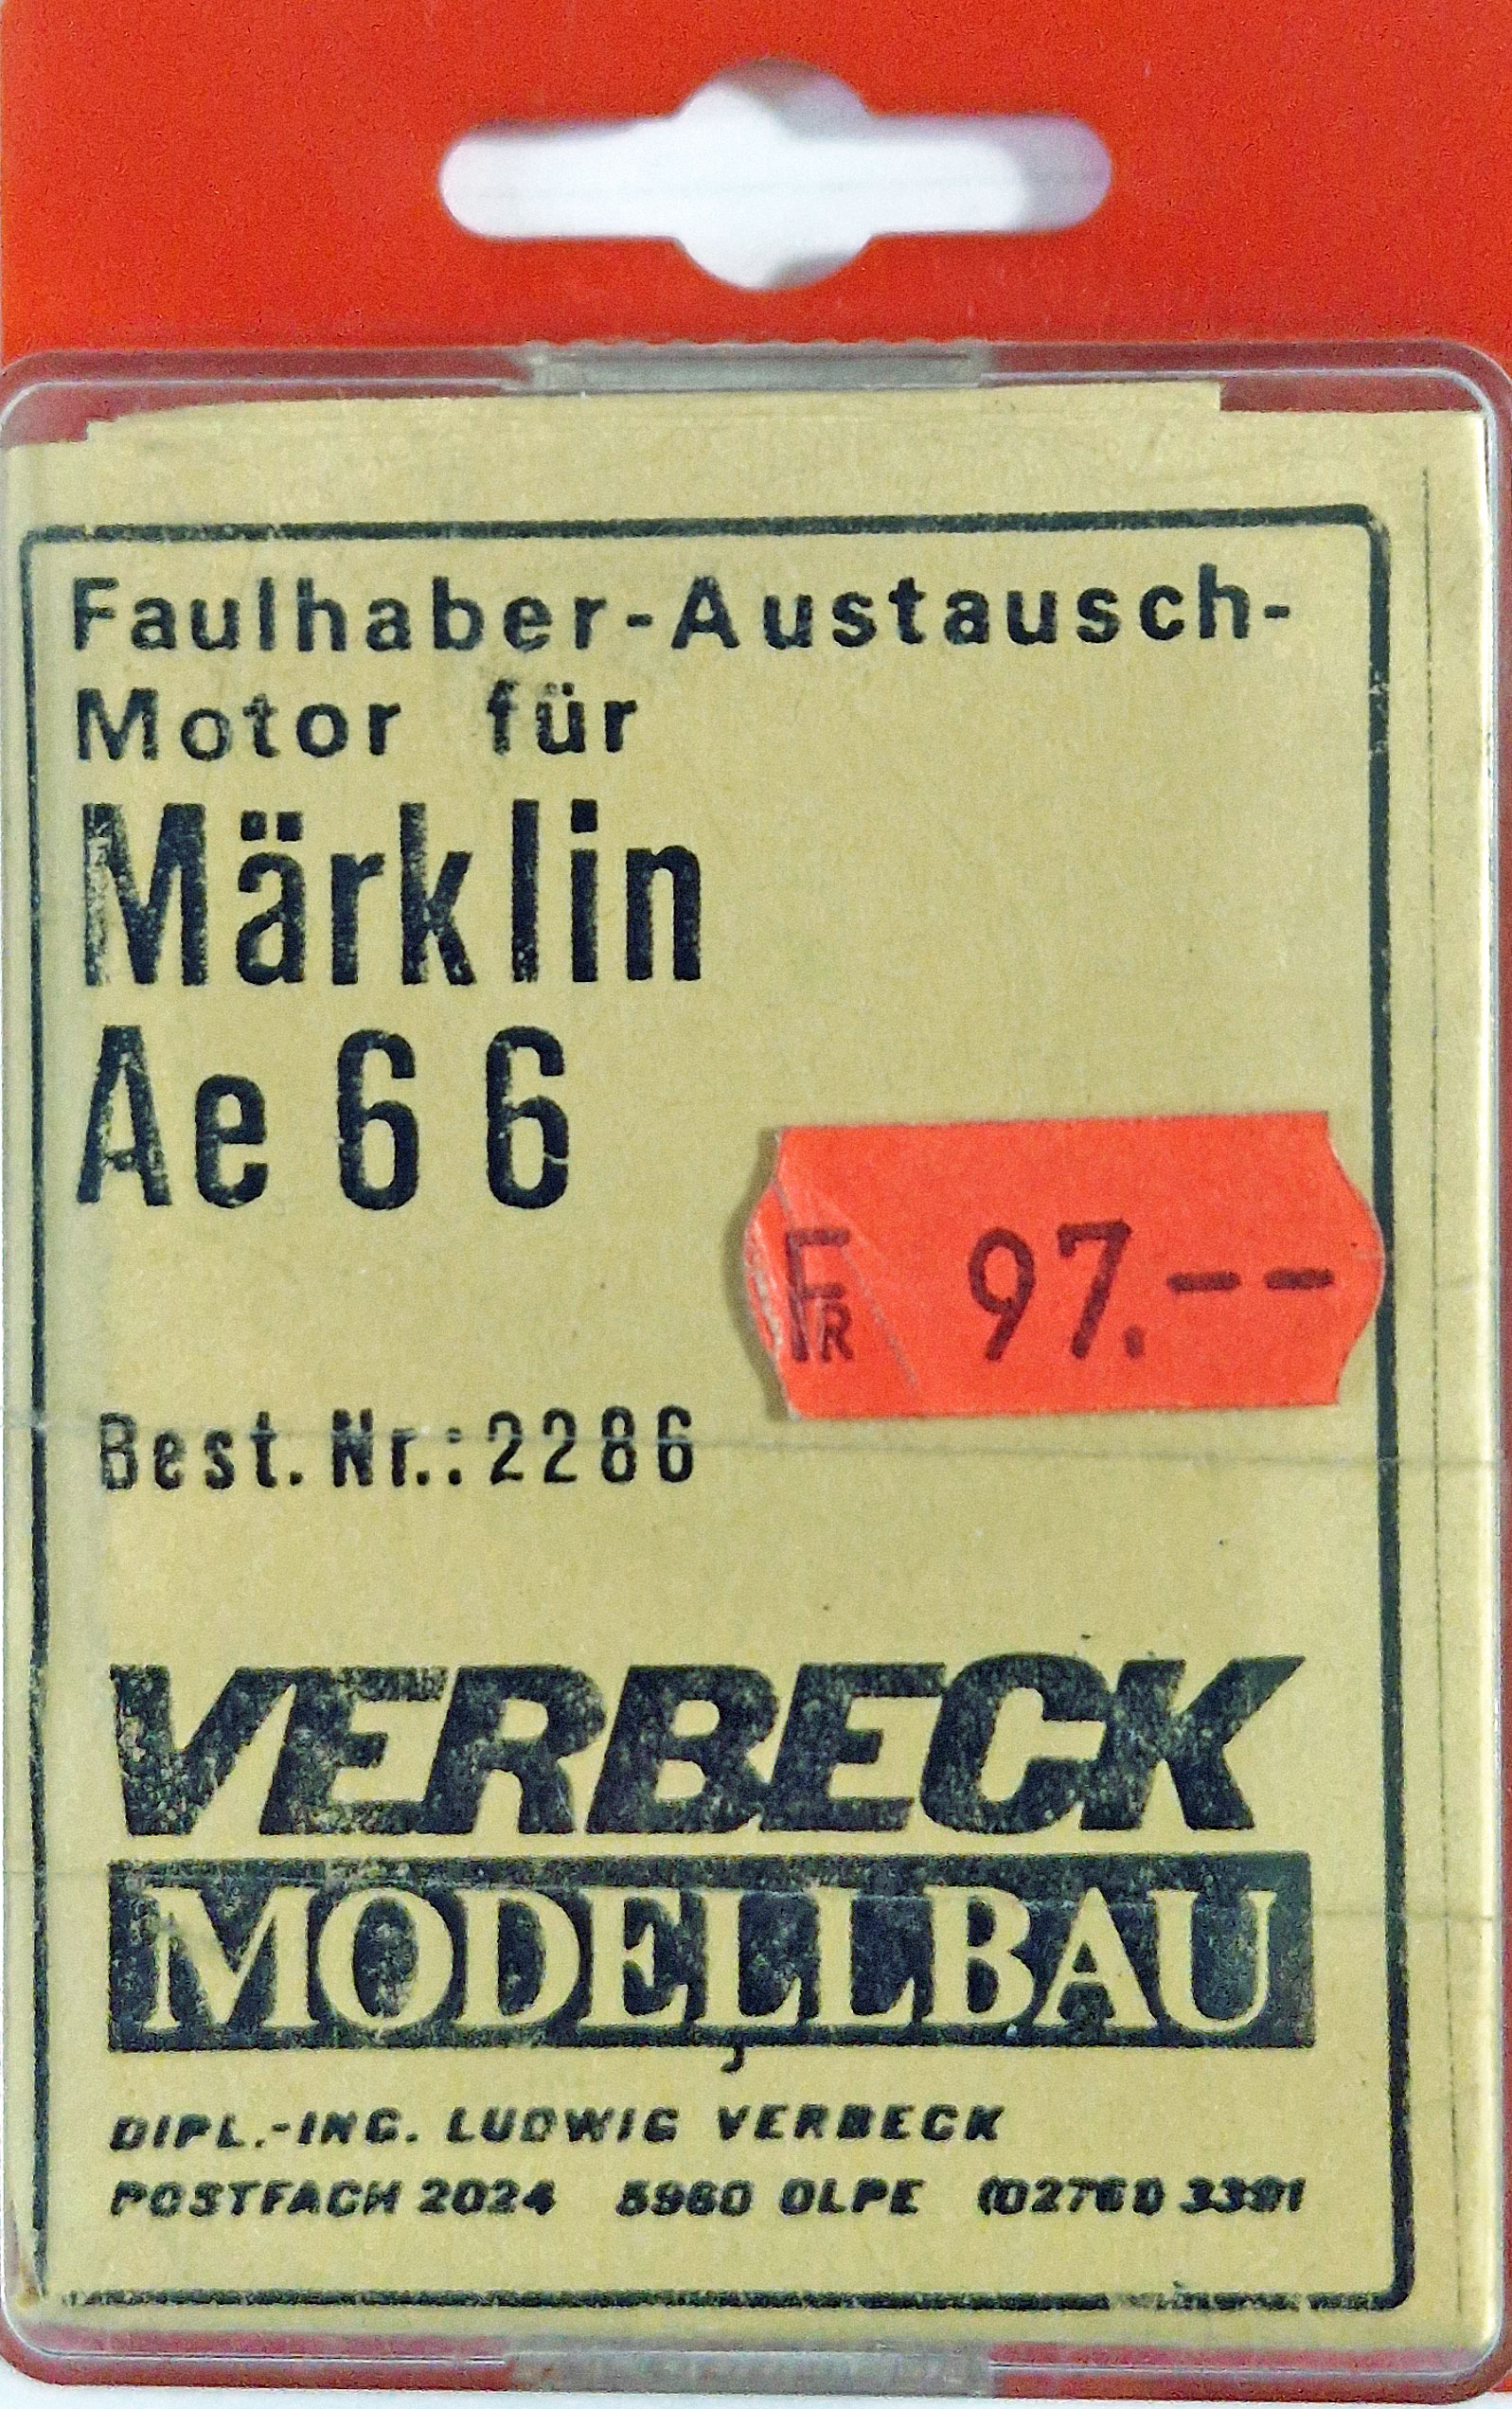 Faulhaber-Austausch-
Motor für
Märklin
Ae 6 6
FR 97.--
Best. Nr.: 2286
VERBECK
MODELLBAU
DIPL.-ING. LUDWIG VERBECK
POSTFACH 2024 5960 OLPE (02761) 3391